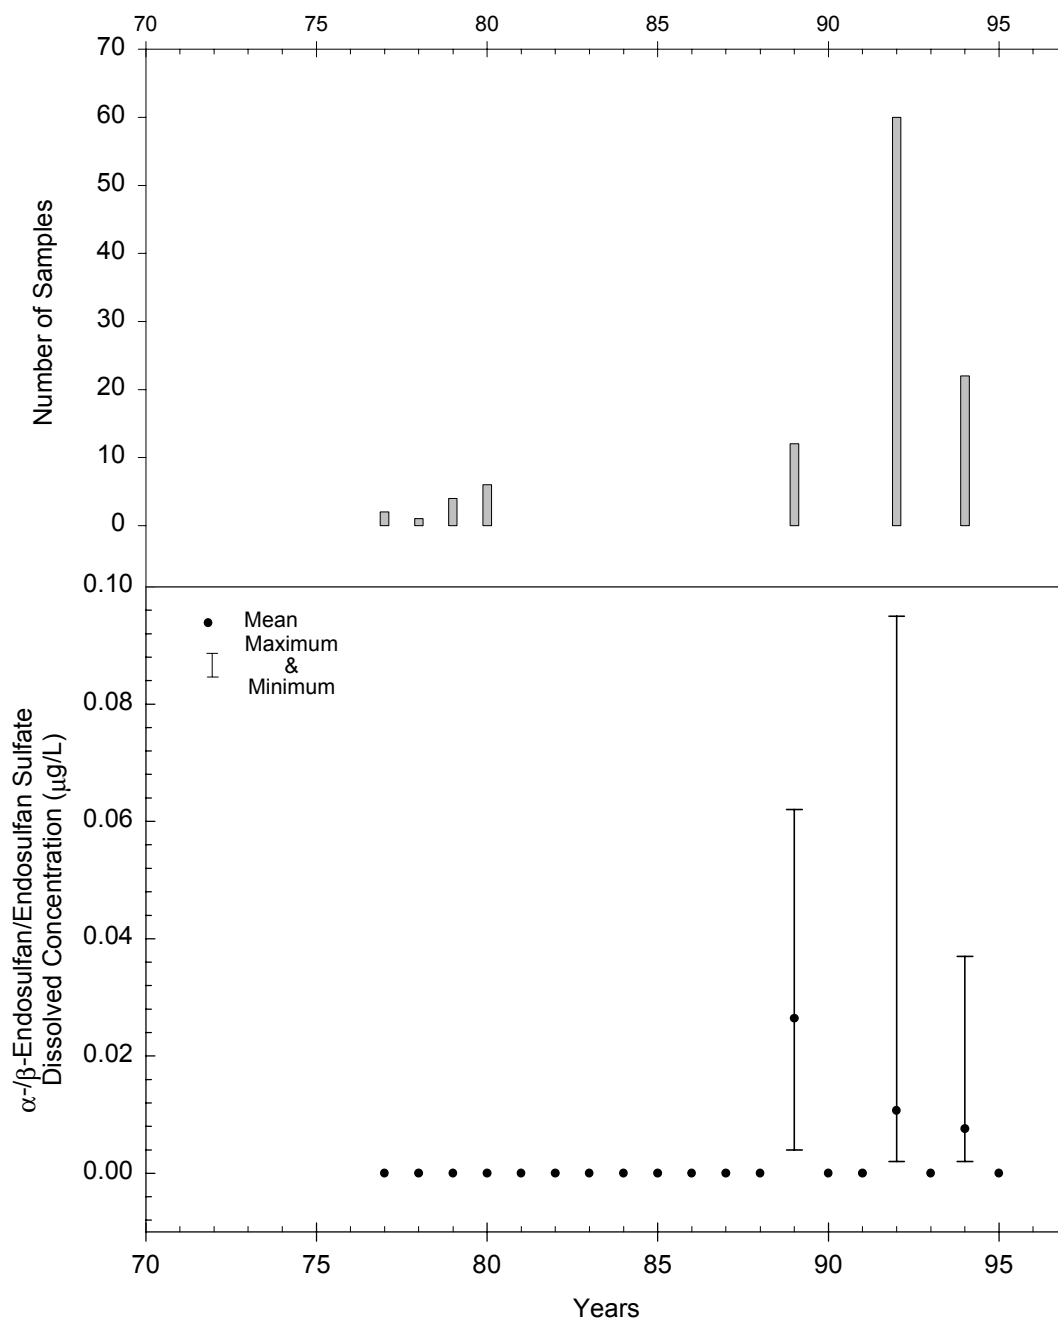 70 75 80 85 90 95
70
60
50
40
30
20
10
0
Number of Samples
0.10
0.08
0.06
0.04
0.02
0.00
α-/β-Endosulfan/Endosulfan Sulfate
Dissolved Concentration (µg/L)
Mean
Maximum
&
Minimum
70 75 80 85 90 95
Years